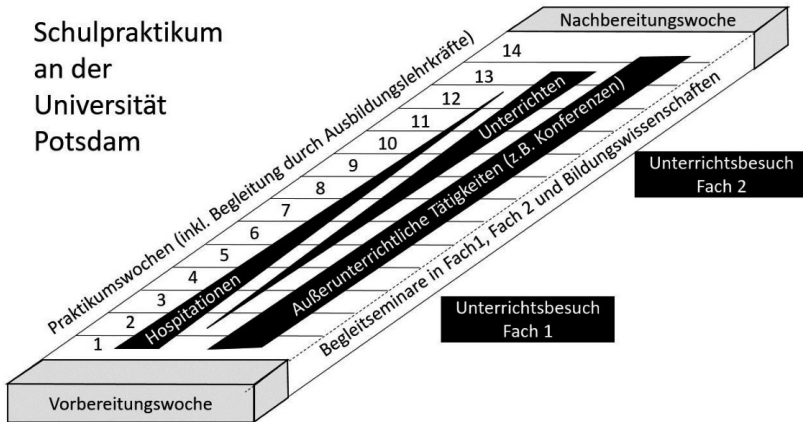 Schulpraktikum
an der
Universität
Potsdam
Nachbereitungswoche
Praktikumswochen (inkl. Begleitung durch Ausbildungslehrkräfte)
14
13
12
11
10
9
8
7
6
5
4
3
2
1
Hospitationen
Unterrichten
Außerunterrichtliche Tätigkeiten (z.B. Konferenzen)
Begleitseminare in Fach1, Fach 2 und Bildungswissenschaften
Unterrichtsbesuch
Fach 2
Unterrichtsbesuch
Fach 1
Vorbereitungswoche